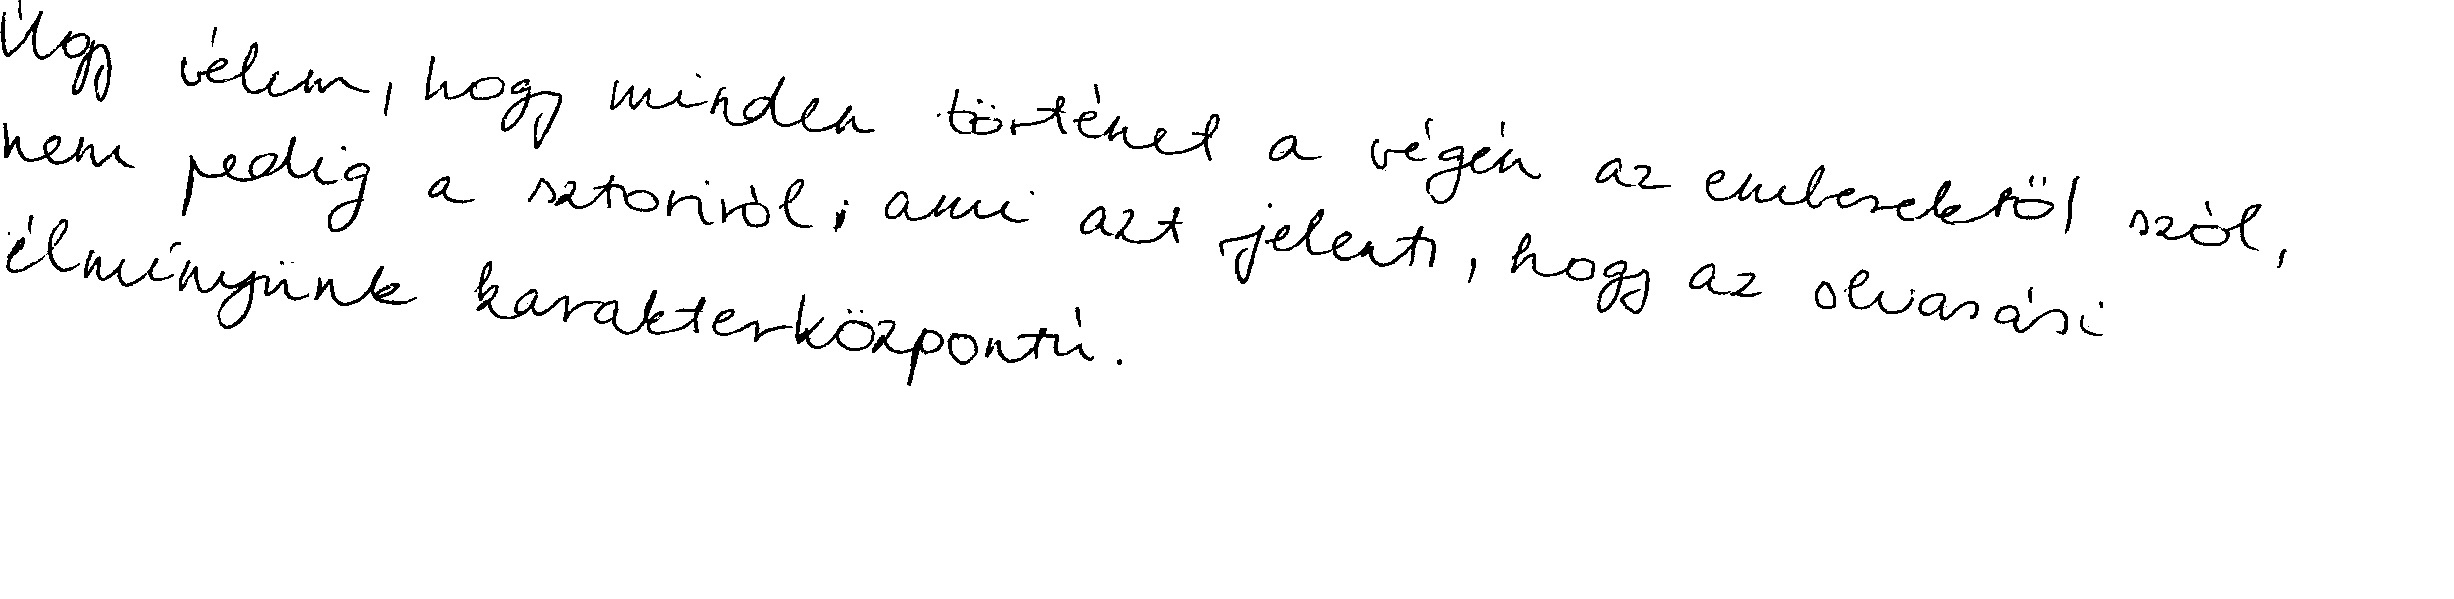 Úgy vélem, hogy minden történet a végén az emberektől szól,
nem pedig a sztoriról, ami azt jelenti, hogy az olvasási
élményünk karakterközpontú.